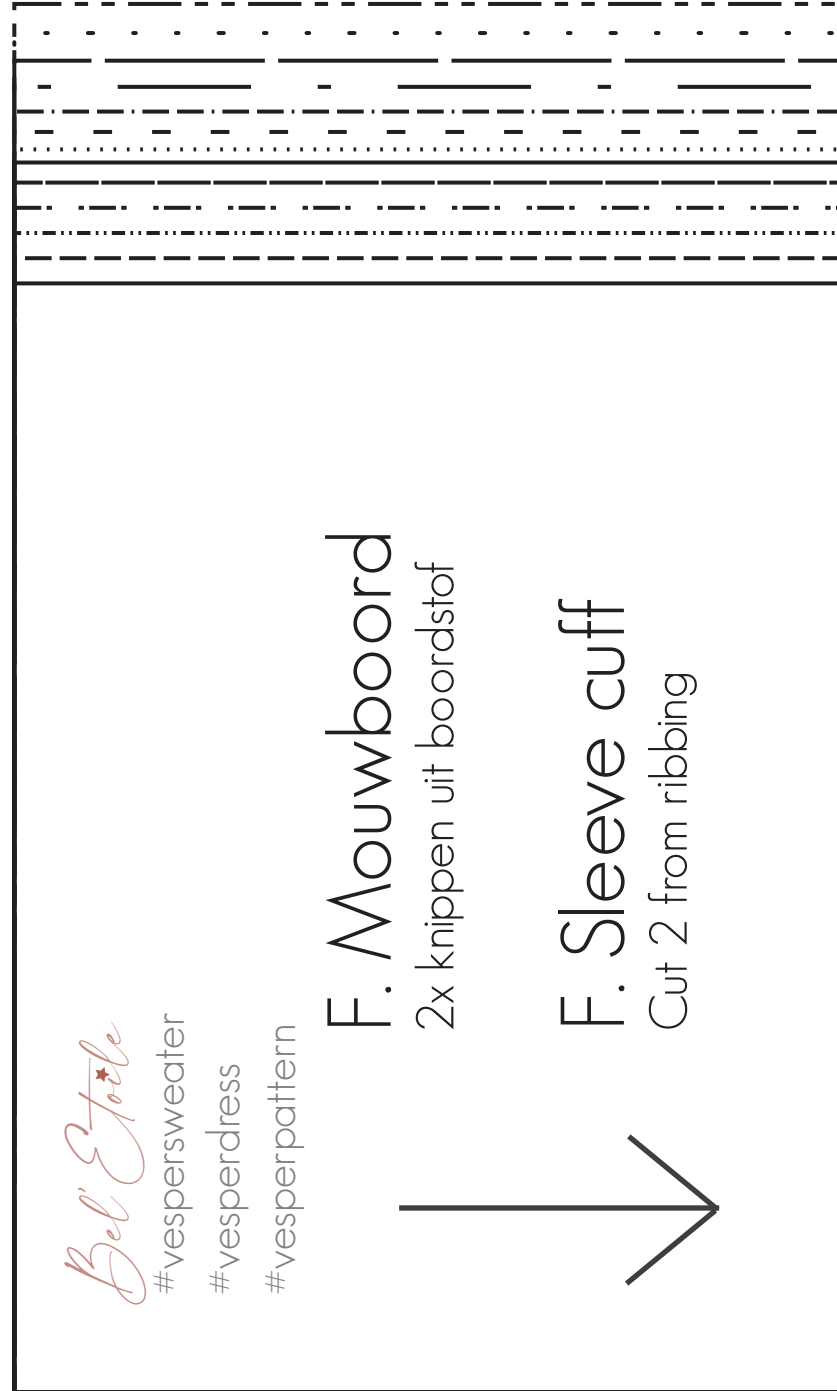 Bel' Etoile
#vespersweater
#vesperdress
#vesperpattern
F. Mouwboord
2x knippen uit boordstof
F. Sleeve cuff
Cut 2 from ribbing